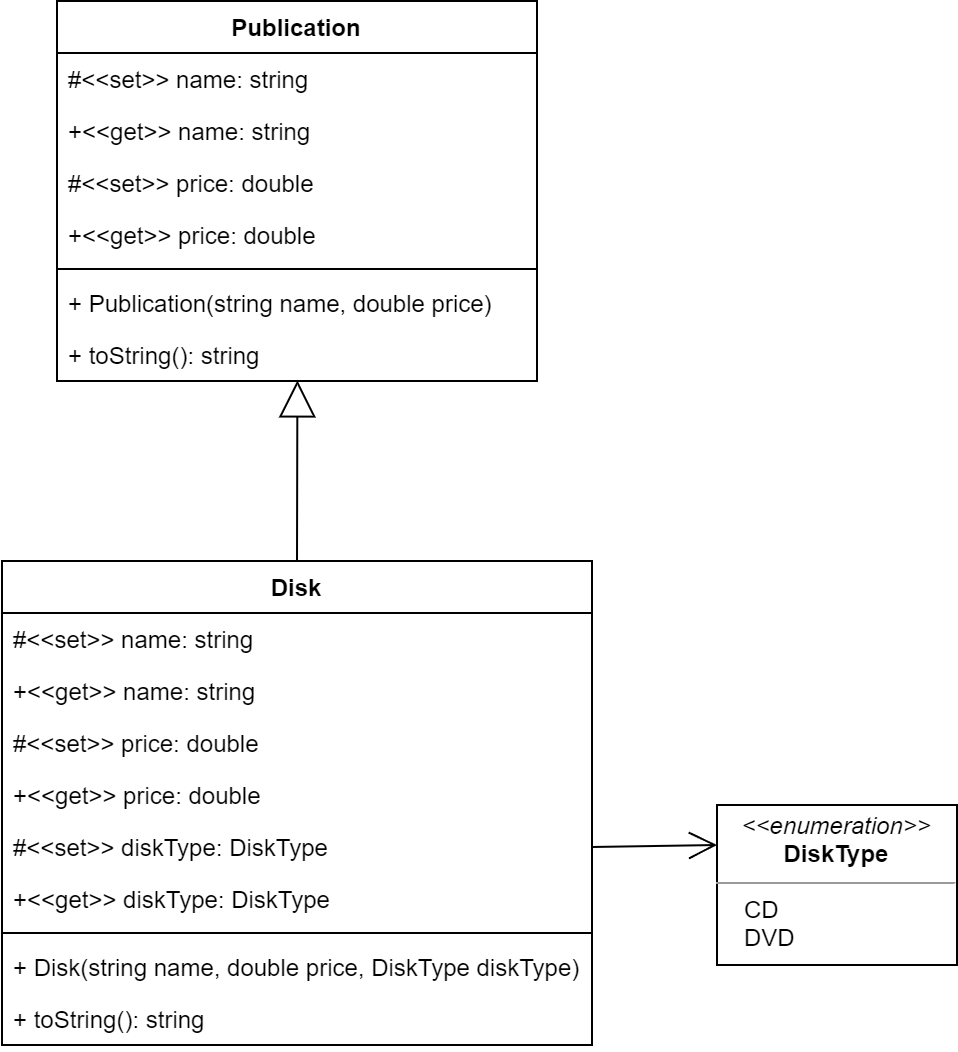 Publication
#<<set>> name: string
+<<get>> name: string
#<<set>> price: double
+<<get>> price: double
+ Publication(string name, double price)
+ toString(): string
Disk
#<<set>> name: string
+<<get>> name: string
#<<set>> price: double
+<<get>> price: double
#<<set>> diskType: DiskType
+<<get>> diskType: DiskType
+ Disk(string name, double price, DiskType diskType)
+ toString(): string
<<enumeration>>
DiskType
CD
DVD